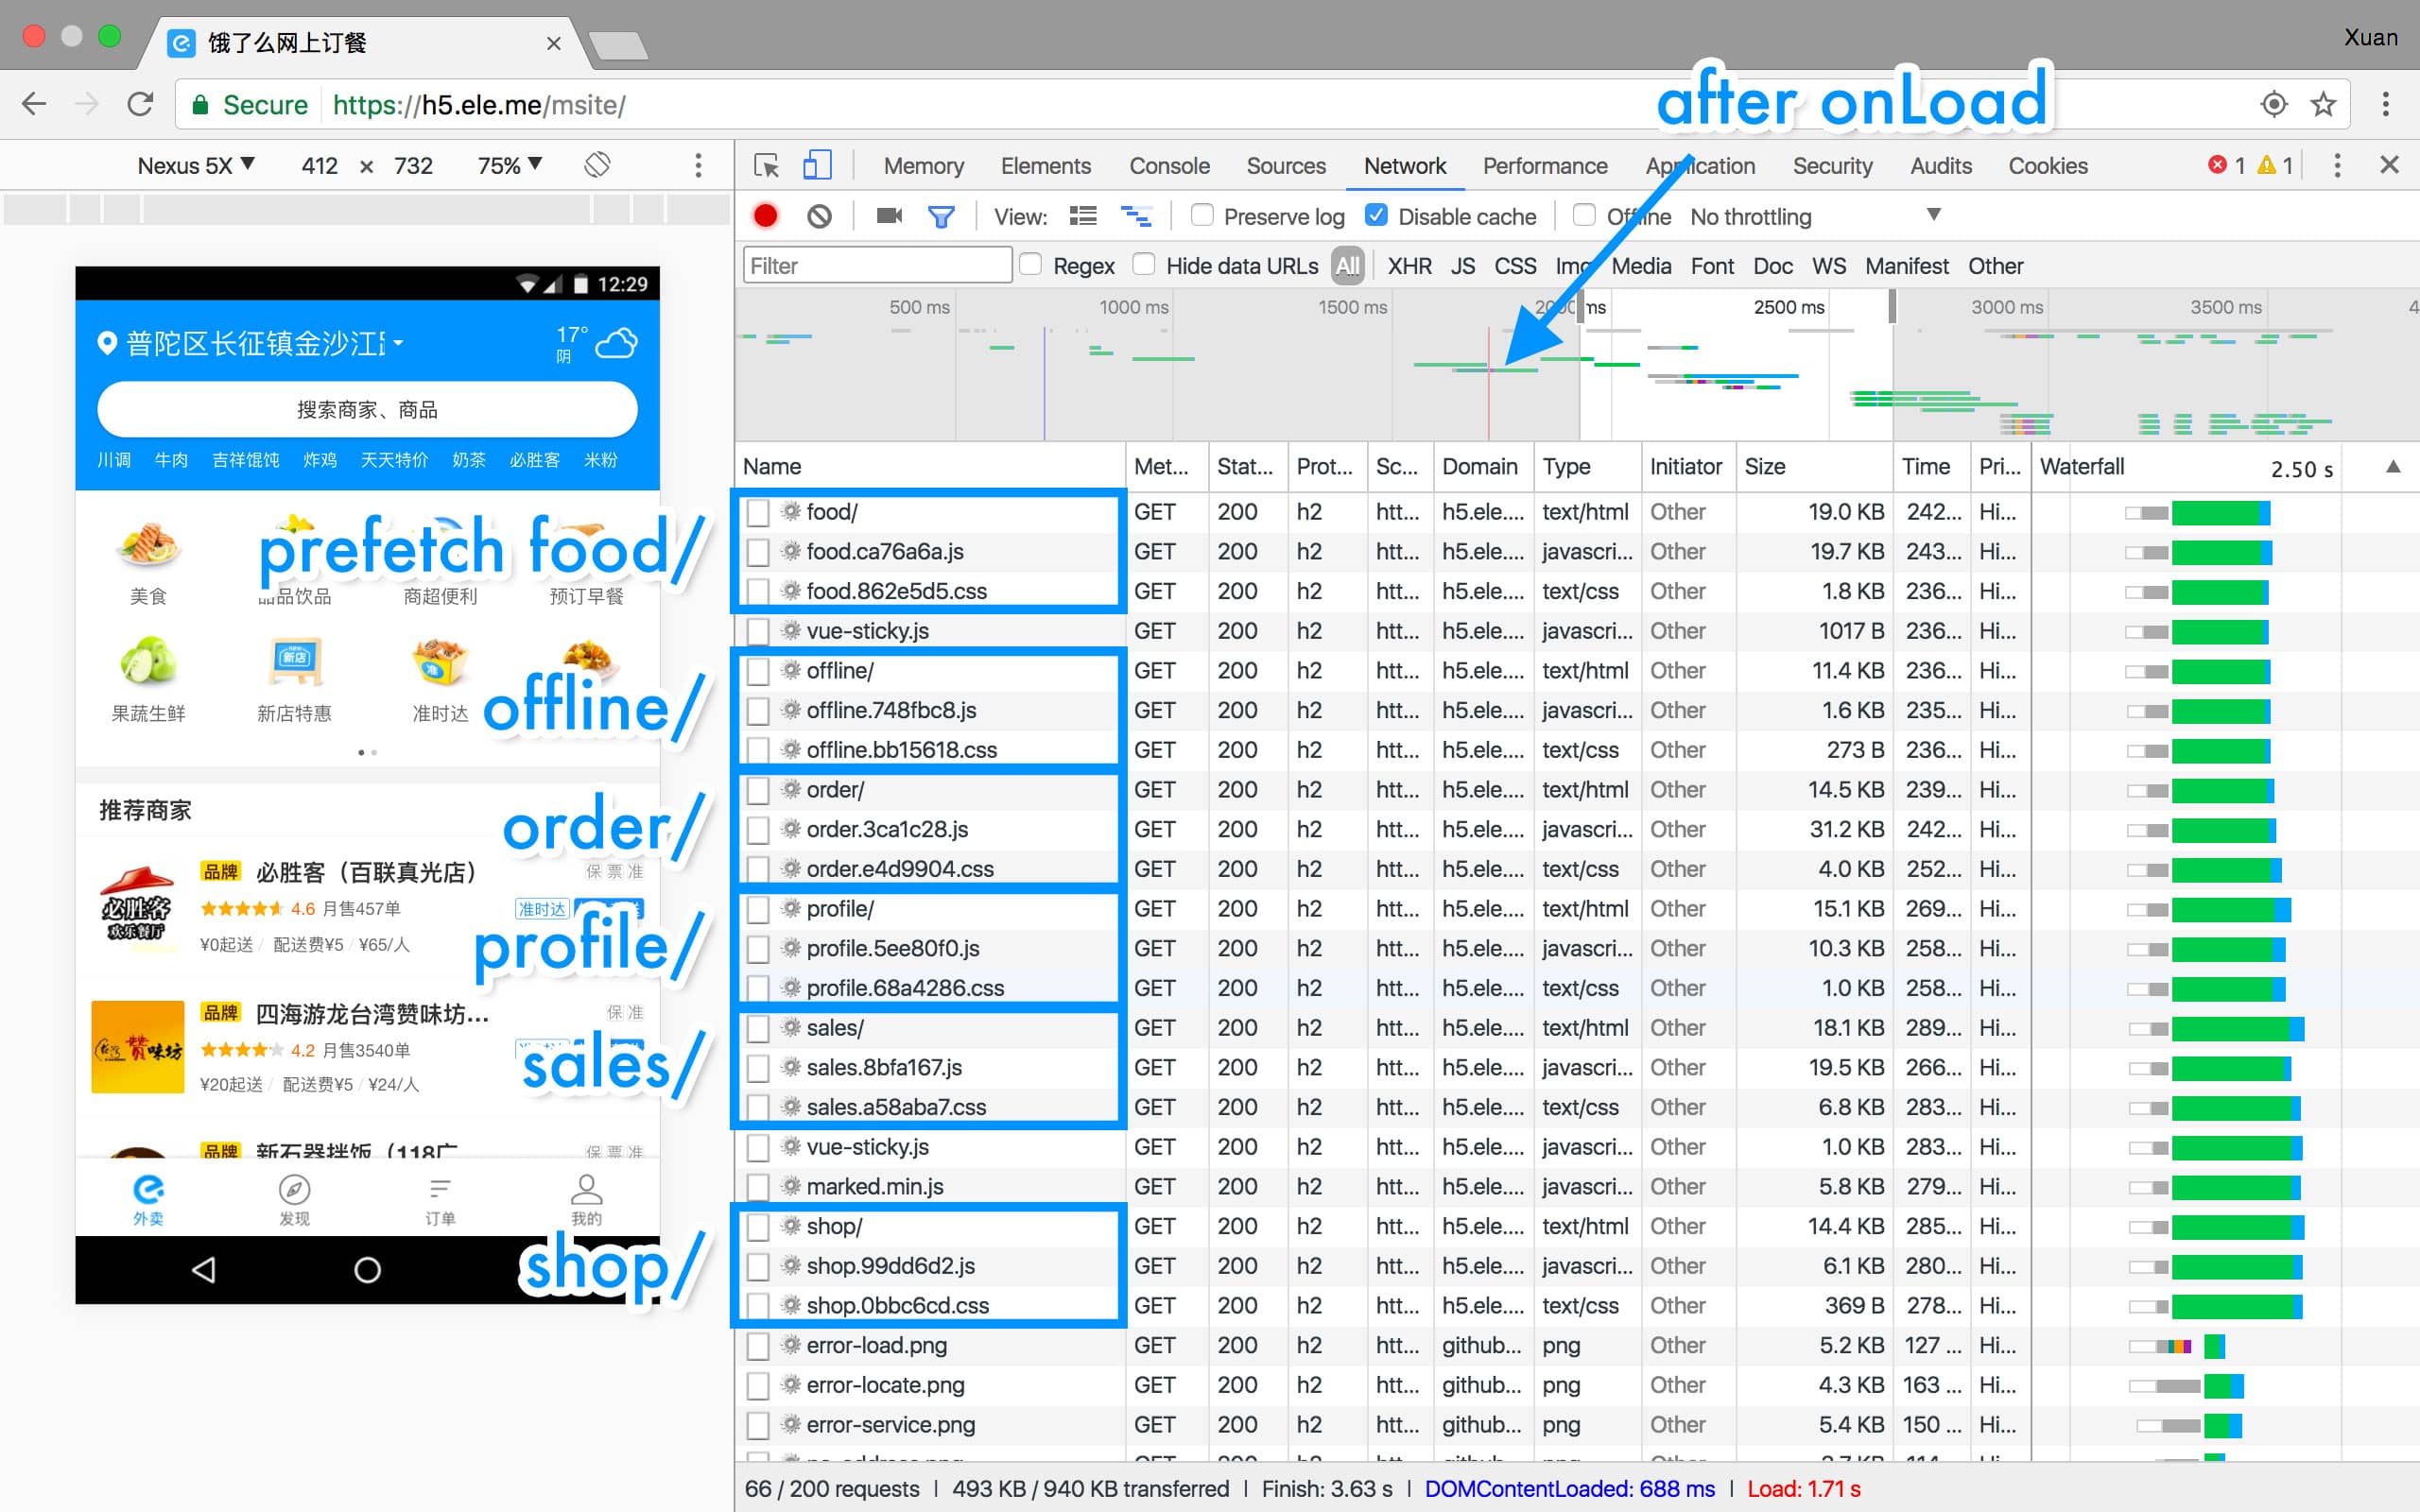 饿了么网上订餐
Xuan
Secure https://h5.ele.me/msite/
after onLoad
Nexus 5X ▼ 412 × 732 75% ▼
Memory Elements Console Sources Network Performance Application Security Audits Cookies 1 1
View: Preserve log Disable cache Offline No throttling
Filter Regex Hide data URLs All XHR JS CSS Img Media Font Doc WS Manifest Other
500 ms 1000 ms 1500 ms 2000 ms 2500 ms 3000 ms 3500 ms 4
12:29
普陀区长征镇金沙江
17°
阴
搜索商家、商品
川调 牛肉 吉祥馄饨 炸鸡 天天特价 奶茶 必胜客 米粉
prefetch food/
美食 甜品饮品 商超便利 预订早餐
新店
offline/
果蔬生鲜 新店特惠 准时达
推荐商家
order/
品牌 必胜客（百联真光店） 保 票 准
必胜客
欢乐餐厅
4.6 月售457单 准时达
¥0起送 / 配送费¥5 / ¥65/人
profile/
品牌 四海游龙台湾赞味坊... 保 准
赞味坊
4.2 月售3540单
¥20起送 / 配送费¥5 / ¥24/人
sales/
品牌 新石器拌饭（118广 保 票 准
外卖 发现 订单 我的
shop/
Name Met... Stat... Prot... Sc... Domain Type Initiator Size Time Pri... Waterfall 2.50 s ▲
food/ GET 200 h2 htt... h5.ele.... text/html Other 19.0 KB 242... Hi...
food.ca76a6a.js GET 200 h2 htt... h5.ele.... javascri... Other 19.7 KB 243... Hi...
food.862e5d5.css GET 200 h2 htt... h5.ele.... text/css Other 1.8 KB 236... Hi...
vue-sticky.js GET 200 h2 htt... h5.ele.... javascri... Other 1017 B 236... Hi...
offline/ GET 200 h2 htt... h5.ele.... text/html Other 11.4 KB 236... Hi...
offline.748fbc8.js GET 200 h2 htt... h5.ele.... javascri... Other 1.6 KB 235... Hi...
offline.bb15618.css GET 200 h2 htt... h5.ele.... text/css Other 273 B 236... Hi...
order/ GET 200 h2 htt... h5.ele.... text/html Other 14.5 KB 239... Hi...
order.3ca1c28.js GET 200 h2 htt... h5.ele.... javascri... Other 31.2 KB 242... Hi...
order.e4d9904.css GET 200 h2 htt... h5.ele.... text/css Other 4.0 KB 252... Hi...
profile/ GET 200 h2 htt... h5.ele.... text/html Other 15.1 KB 269... Hi...
profile.5ee80f0.js GET 200 h2 htt... h5.ele.... javascri... Other 10.3 KB 258... Hi...
profile.68a4286.css GET 200 h2 htt... h5.ele.... text/css Other 1.0 KB 258... Hi...
sales/ GET 200 h2 htt... h5.ele.... text/html Other 18.1 KB 289... Hi...
sales.8bfa167.js GET 200 h2 htt... h5.ele.... javascri... Other 19.5 KB 266... Hi...
sales.a58aba7.css GET 200 h2 htt... h5.ele.... text/css Other 6.8 KB 283... Hi...
vue-sticky.js GET 200 h2 htt... h5.ele.... javascri... Other 1.0 KB 283... Hi...
marked.min.js GET 200 h2 htt... h5.ele.... javascri... Other 5.8 KB 279... Hi...
shop/ GET 200 h2 htt... h5.ele.... text/html Other 14.4 KB 285... Hi...
shop.99dd6d2.js GET 200 h2 htt... h5.ele.... javascri... Other 6.1 KB 280... Hi...
shop.0bbc6cd.css GET 200 h2 htt... h5.ele.... text/css Other 369 B 278... Hi...
error-load.png GET 200 h2 htt... github... png Other 5.2 KB 127 ... Hi...
error-locate.png GET 200 h2 htt... github... png Other 4.3 KB 163 ... Hi...
error-service.png GET 200 h2 htt... github... png Other 5.4 KB 150 ... Hi...
66 / 200 requests | 493 KB / 940 KB transferred | Finish: 3.63 s | DOMContentLoaded: 688 ms | Load: 1.71 s